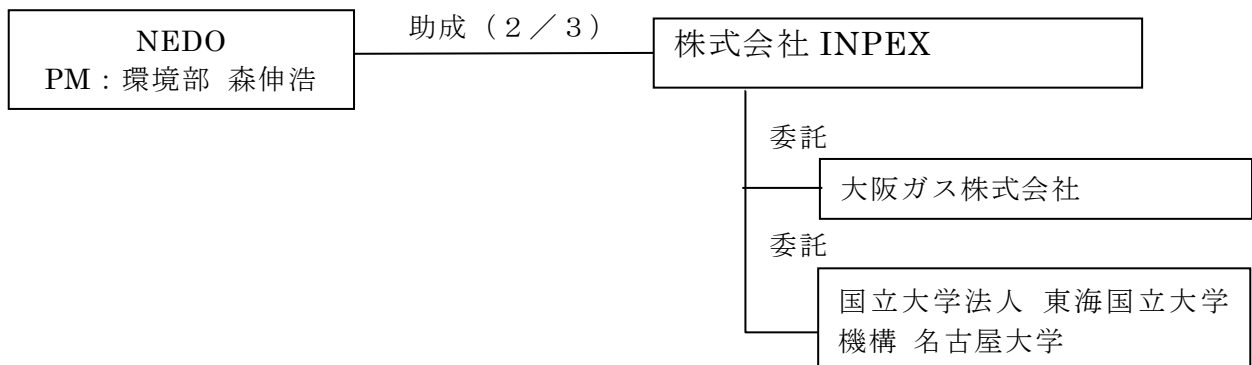 NEDO
PM：環境部 森伸浩
助成（２／３）
株式会社 INPEX
委託
大阪ガス株式会社
委託
国立大学法人 東海国立大学
機構 名古屋大学